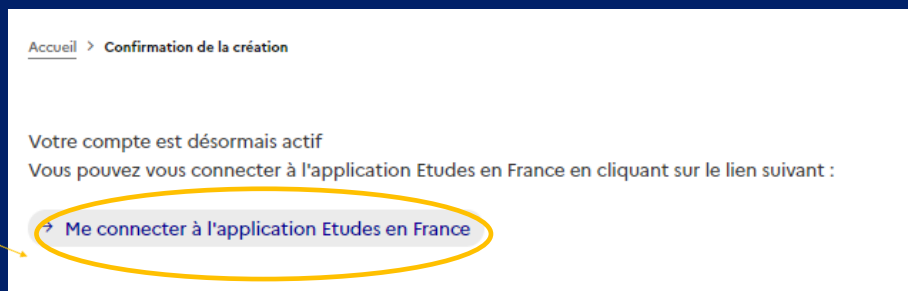 Accueil > Confirmation de la création
Votre compte est désormais actif
Vous pouvez vous connecter à l'application Etudes en France en cliquant sur le lien suivant :
→ Me connecter à l'application Etudes en France